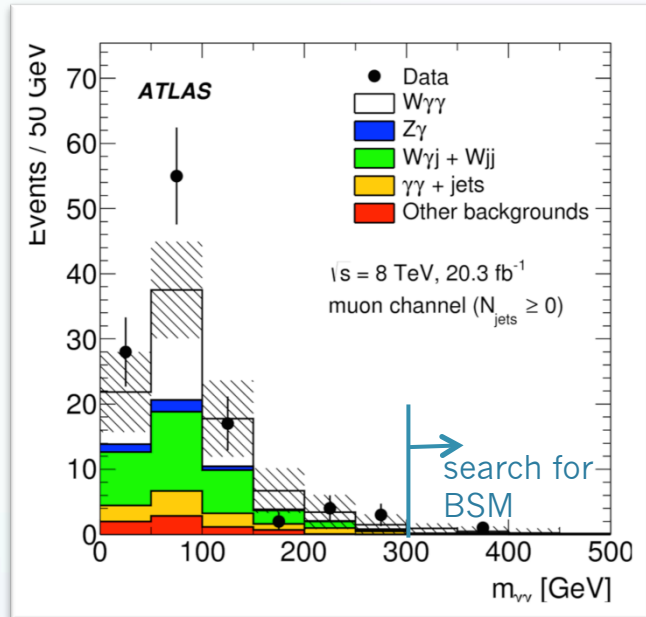 Events / 50 GeV
70
60
50
40
30
20
10
0
ATLAS
Data
Wγγ
Zγ
Wγj + Wjj
γγ + jets
Other backgrounds
√s = 8 TeV, 20.3 fb⁻¹
muon channel (N_jets ≥ 0)
search for
BSM
0 100 200 300 400 500
m_γγ [GeV]